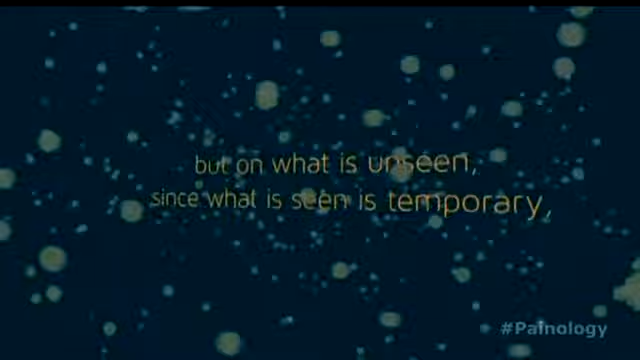 but on what is unseen,
since what is seen is temporary,
#Painology